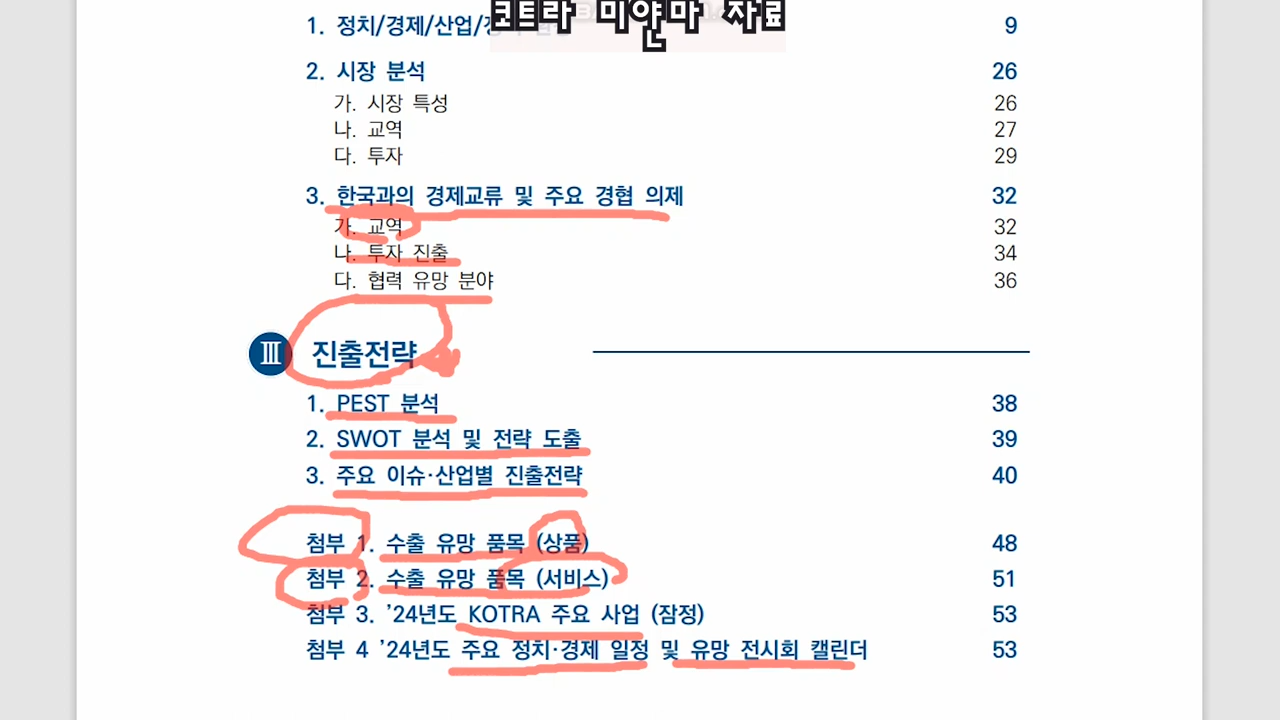 코트라 미얀마 자료
1. 정치/경제/산업/정책 9
2. 시장 분석 26
가. 시장 특성 26
나. 교역 27
다. 투자 29
3. 한국과의 경제교류 및 주요 경협 의제 32
가. 교역 32
나. 투자 진출 34
다. 협력 유망 분야 36
Ⅲ 진출전략
1. PEST 분석 38
2. SWOT 분석 및 전략 도출 39
3. 주요 이슈·산업별 진출전략 40
첨부 1. 수출 유망 품목 (상품) 48
첨부 2. 수출 유망 품목 (서비스) 51
첨부 3. ’24년도 KOTRA 주요 사업 (잠정) 53
첨부 4 ’24년도 주요 정치·경제 일정 및 유망 전시회 캘린더 53